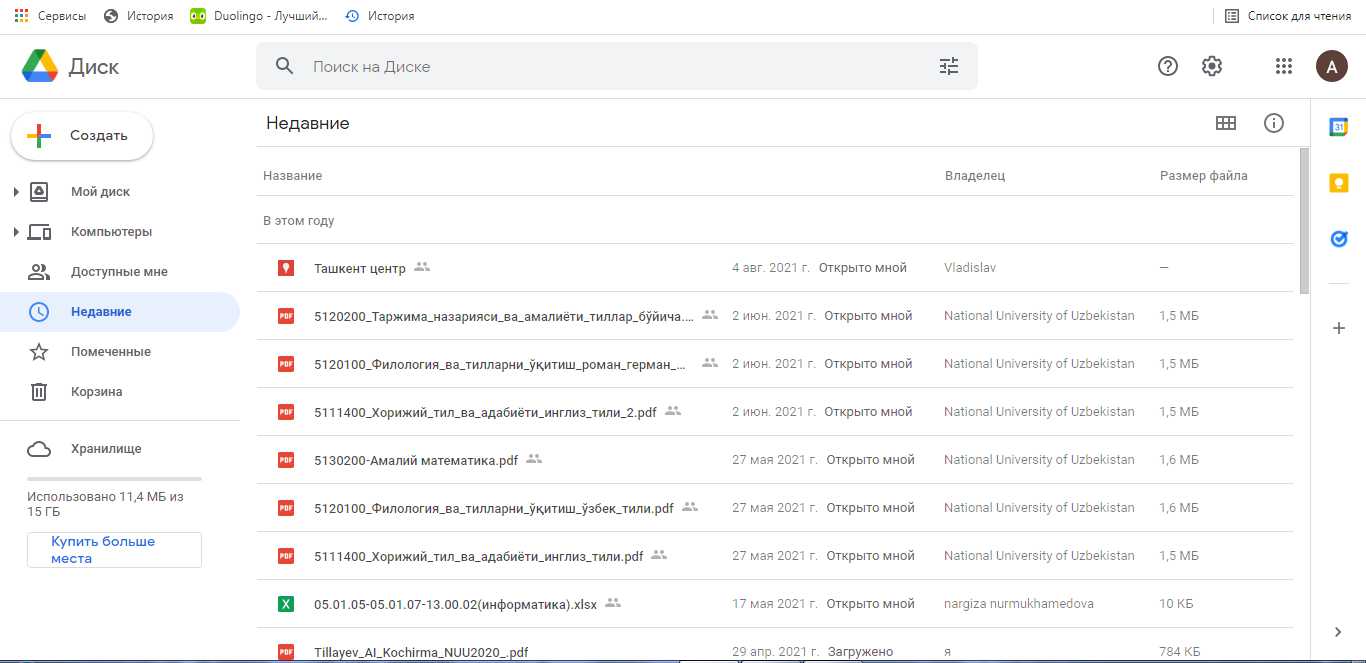 Сервисы История Duolingo - Лучший... История Список для чтения
Диск Поиск на Диске A
Создать
Мой диск
Компьютеры
Доступные мне
Недавние
Помеченные
Корзина
Хранилище
Использовано 11,4 МБ из
15 ГБ
Купить больше
места
Недавние
Название Владелец Размер файла
В этом году
Ташкент центр 4 авг. 2021 г. Открыто мной Vladislav —
PDF 5120200_Таржима_назарияси_ва_амалиёти_тиллар_бўйича.... 2 июн. 2021 г. Открыто мной National University of Uzbekistan 1,5 МБ
PDF 5120100_Филология_ва_тилларни_ўқитиш_роман_герман_... 2 июн. 2021 г. Открыто мной National University of Uzbekistan 1,5 МБ
PDF 5111400_Хорижий_тил_ва_адабиёти_инглиз_тили_2.pdf 2 июн. 2021 г. Открыто мной National University of Uzbekistan 1,5 МБ
PDF 5130200-Амалий математика.pdf 27 мая 2021 г. Открыто мной National University of Uzbekistan 1,6 МБ
PDF 5120100_Филология_ва_тилларни_ўқитиш_ўзбек_тили.pdf 27 мая 2021 г. Открыто мной National University of Uzbekistan 1,6 МБ
PDF 5111400_Хорижий_тил_ва_адабиёти_инглиз_тили.pdf 27 мая 2021 г. Открыто мной National University of Uzbekistan 1,5 МБ
X 05.01.05-05.01.07-13.00.02(информатика).xlsx 17 мая 2021 г. Открыто мной nargiza nurmukhamedova 10 КБ
PDF Tillayev_AI_Kochirma_NUU2020_.pdf 29 апр. 2021 г. Загружено я 784 КБ
31